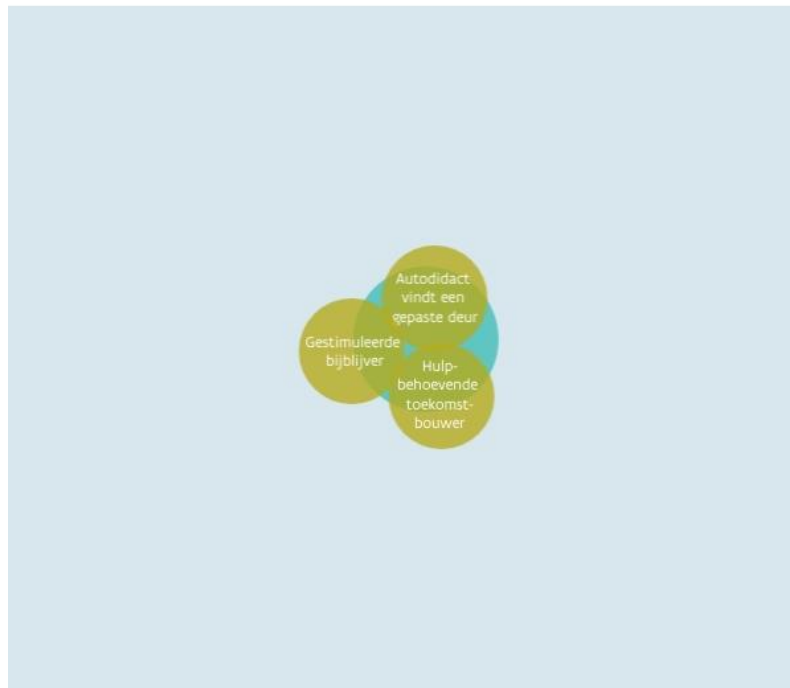 Autodidact
vindt een
gepaste deur
Gestimuleerde
bijblijver
Hulp-
behoevende
toekomst-
bouwer